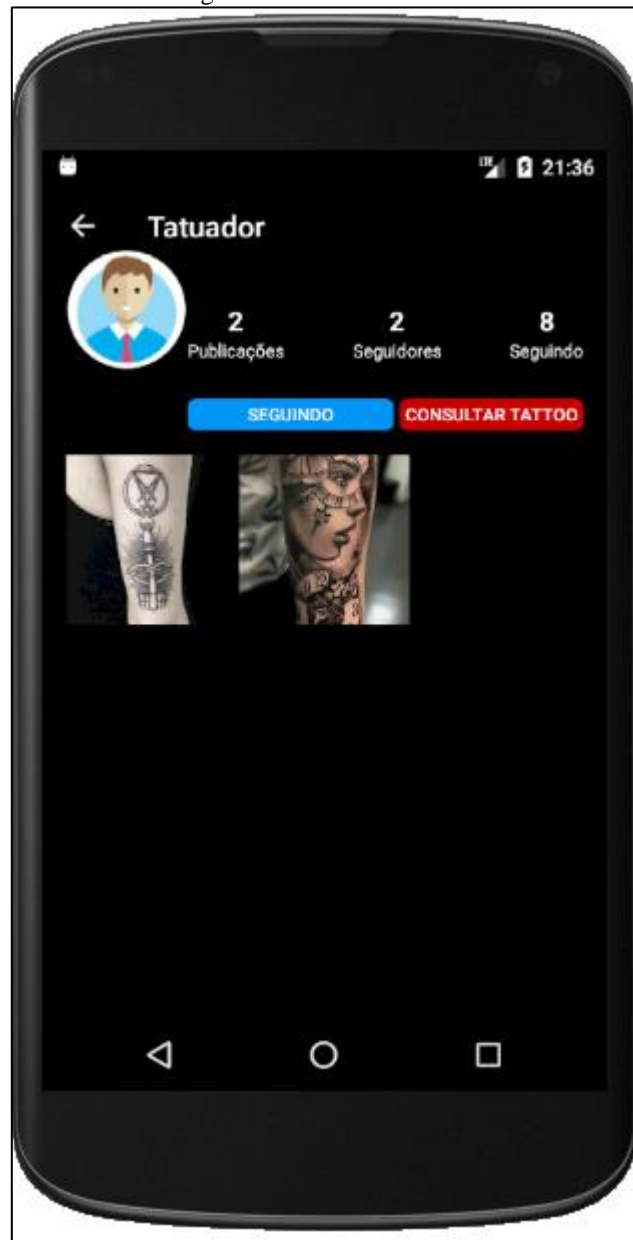 21:36
Tatuador
2 2 8
Publicações Seguidores Seguindo
SEGUINDO CONSULTAR TATTOO